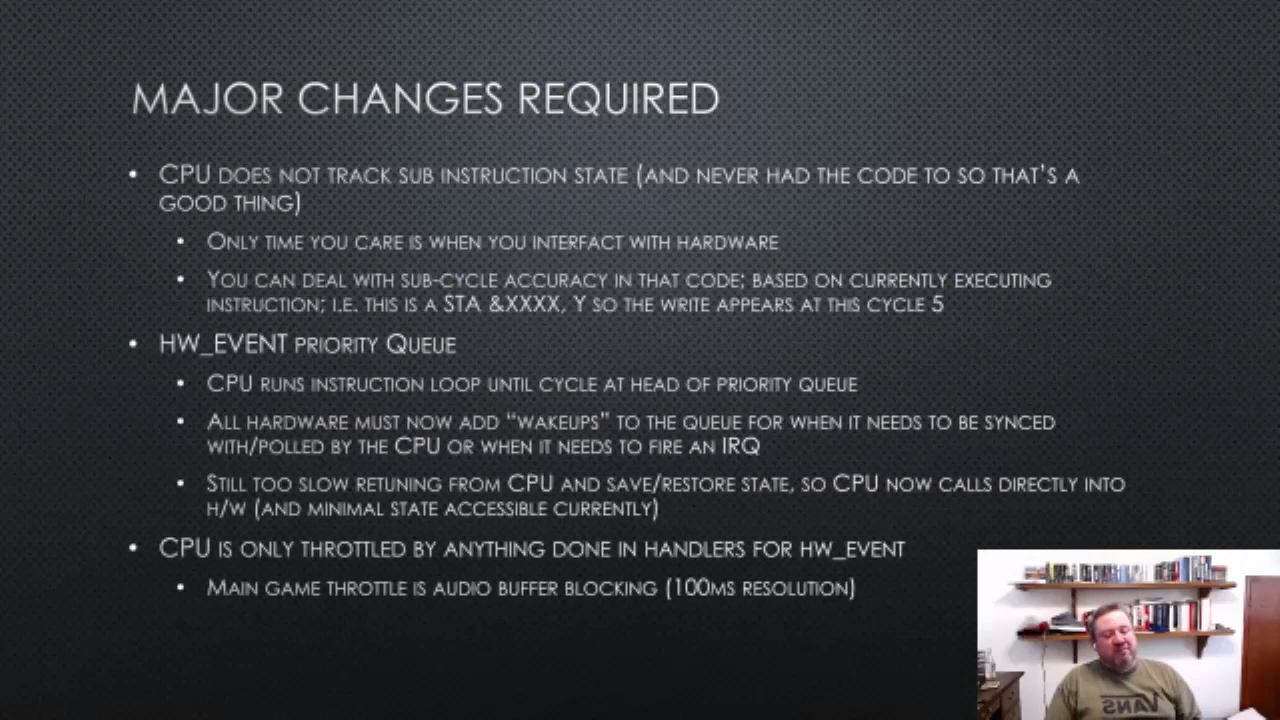 MAJOR CHANGES REQUIRED
• CPU DOES NOT TRACK SUB INSTRUCTION STATE (AND NEVER HAD THE CODE TO SO THAT'S A
GOOD THING)
• ONLY TIME YOU CARE IS WHEN YOU INTERFACT WITH HARDWARE
• YOU CAN DEAL WITH SUB-CYCLE ACCURACY IN THAT CODE; BASED ON CURRENTLY EXECUTING
INSTRUCTION; I.E. THIS IS A STA &XXXX, Y SO THE WRITE APPEARS AT THIS CYCLE 5
• HW_EVENT PRIORITY QUEUE
• CPU RUNS INSTRUCTION LOOP UNTIL CYCLE AT HEAD OF PRIORITY QUEUE
• ALL HARDWARE MUST NOW ADD “WAKEUPS” TO THE QUEUE FOR WHEN IT NEEDS TO BE SYNCED
WITH/POLLED BY THE CPU OR WHEN IT NEEDS TO FIRE AN IRQ
• STILL TOO SLOW RETUNING FROM CPU AND SAVE/RESTORE STATE, SO CPU NOW CALLS DIRECTLY INTO
H/W (AND MINIMAL STATE ACCESSIBLE CURRENTLY)
• CPU IS ONLY THROTTLED BY ANYTHING DONE IN HANDLERS FOR HW_EVENT
• MAIN GAME THROTTLE IS AUDIO BUFFER BLOCKING (100MS RESOLUTION)
VANS